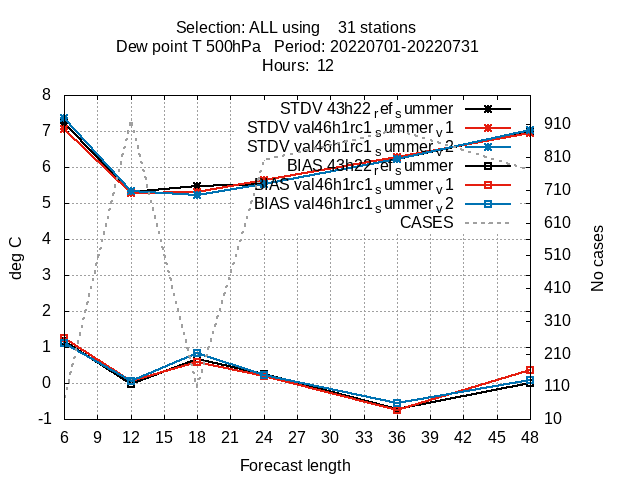 Selection: ALL using    31 stations
Dew point T 500hPa   Period: 20220701-20220731
Hours:  12
8
7
6
5
4
3
2
1
0
-1
deg C
STDV 43h22_ref_summer
STDV val46h1rc1_summer_v1
STDV val46h1rc1_summer_v2
BIAS 43h22_ref_summer
BIAS val46h1rc1_summer_v1
BIAS val46h1rc1_summer_v2
CASES
910
810
710
610
510
410
310
210
110
10
No cases
6 9 12 15 18 21 24 27 30 33 36 39 42 45 48
Forecast length